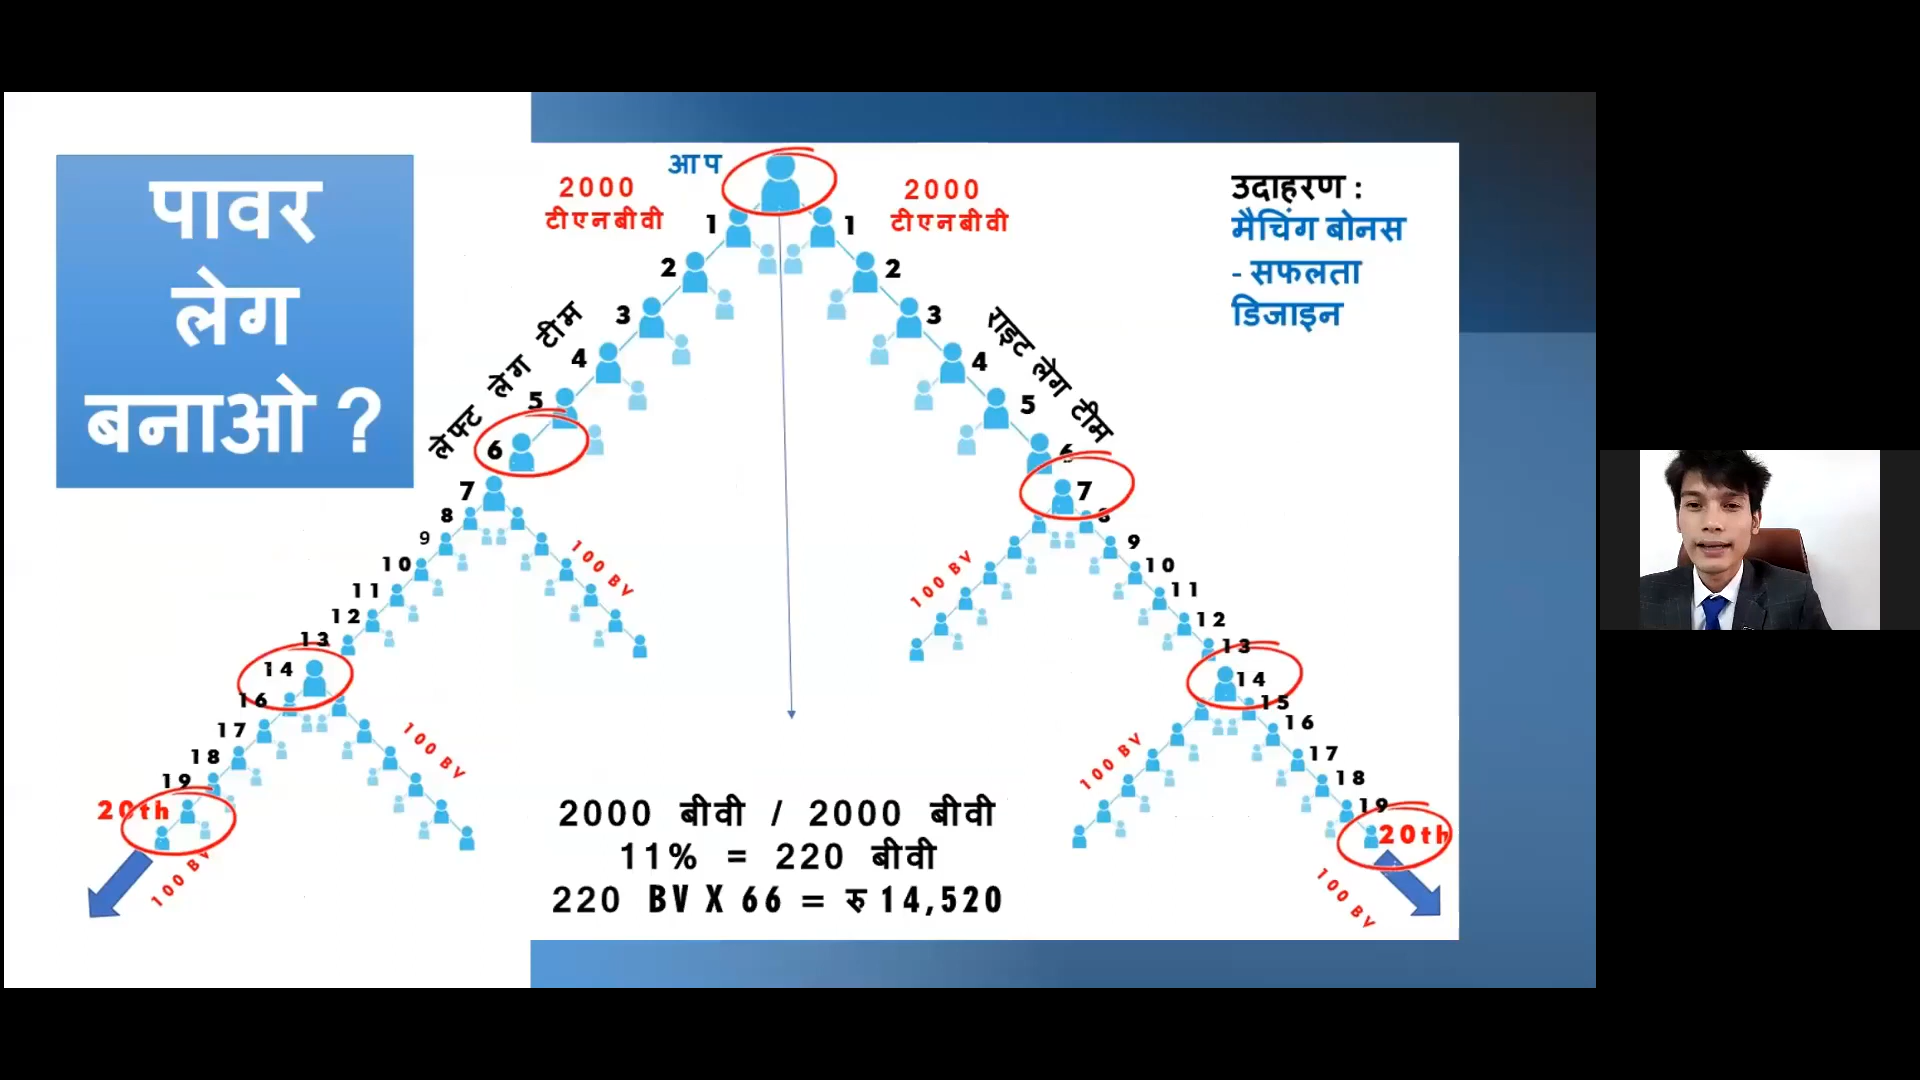 पावर
लेग
बनाओ ?
आप
2000
टीएनबीवी
2000
टीएनबीवी
उदाहरण :
मैचिंग बोनस
- सफलता
डिजाइन
लेफ्ट लेग टीम
राइट लेग टीम
1
2
3
4
5
6
7
8
9
10
11
12
13
14
16
17
18
19
20th
100 BV
100 BV
100 BV
1
2
3
4
5
6
7
8
9
10
11
12
13
14
15
16
17
18
19
20th
100 BV
100 BV
100 BV
2000 बीवी / 2000 बीवी
11% = 220 बीवी
220 BV X 66 = रु 14,520